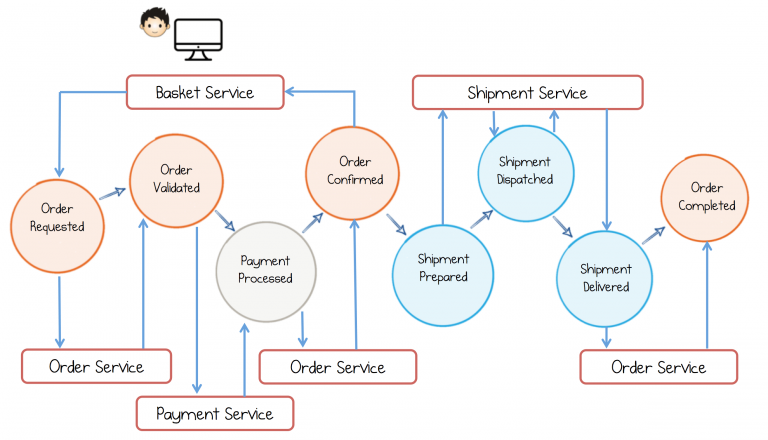 Basket Service
Shipment Service
Order
Requested
Order
Validated
Payment
Processed
Order
Confirmed
Shipment
Prepared
Shipment
Dispatched
Shipment
Delivered
Order
Completed
Order Service
Payment Service
Order Service
Order Service